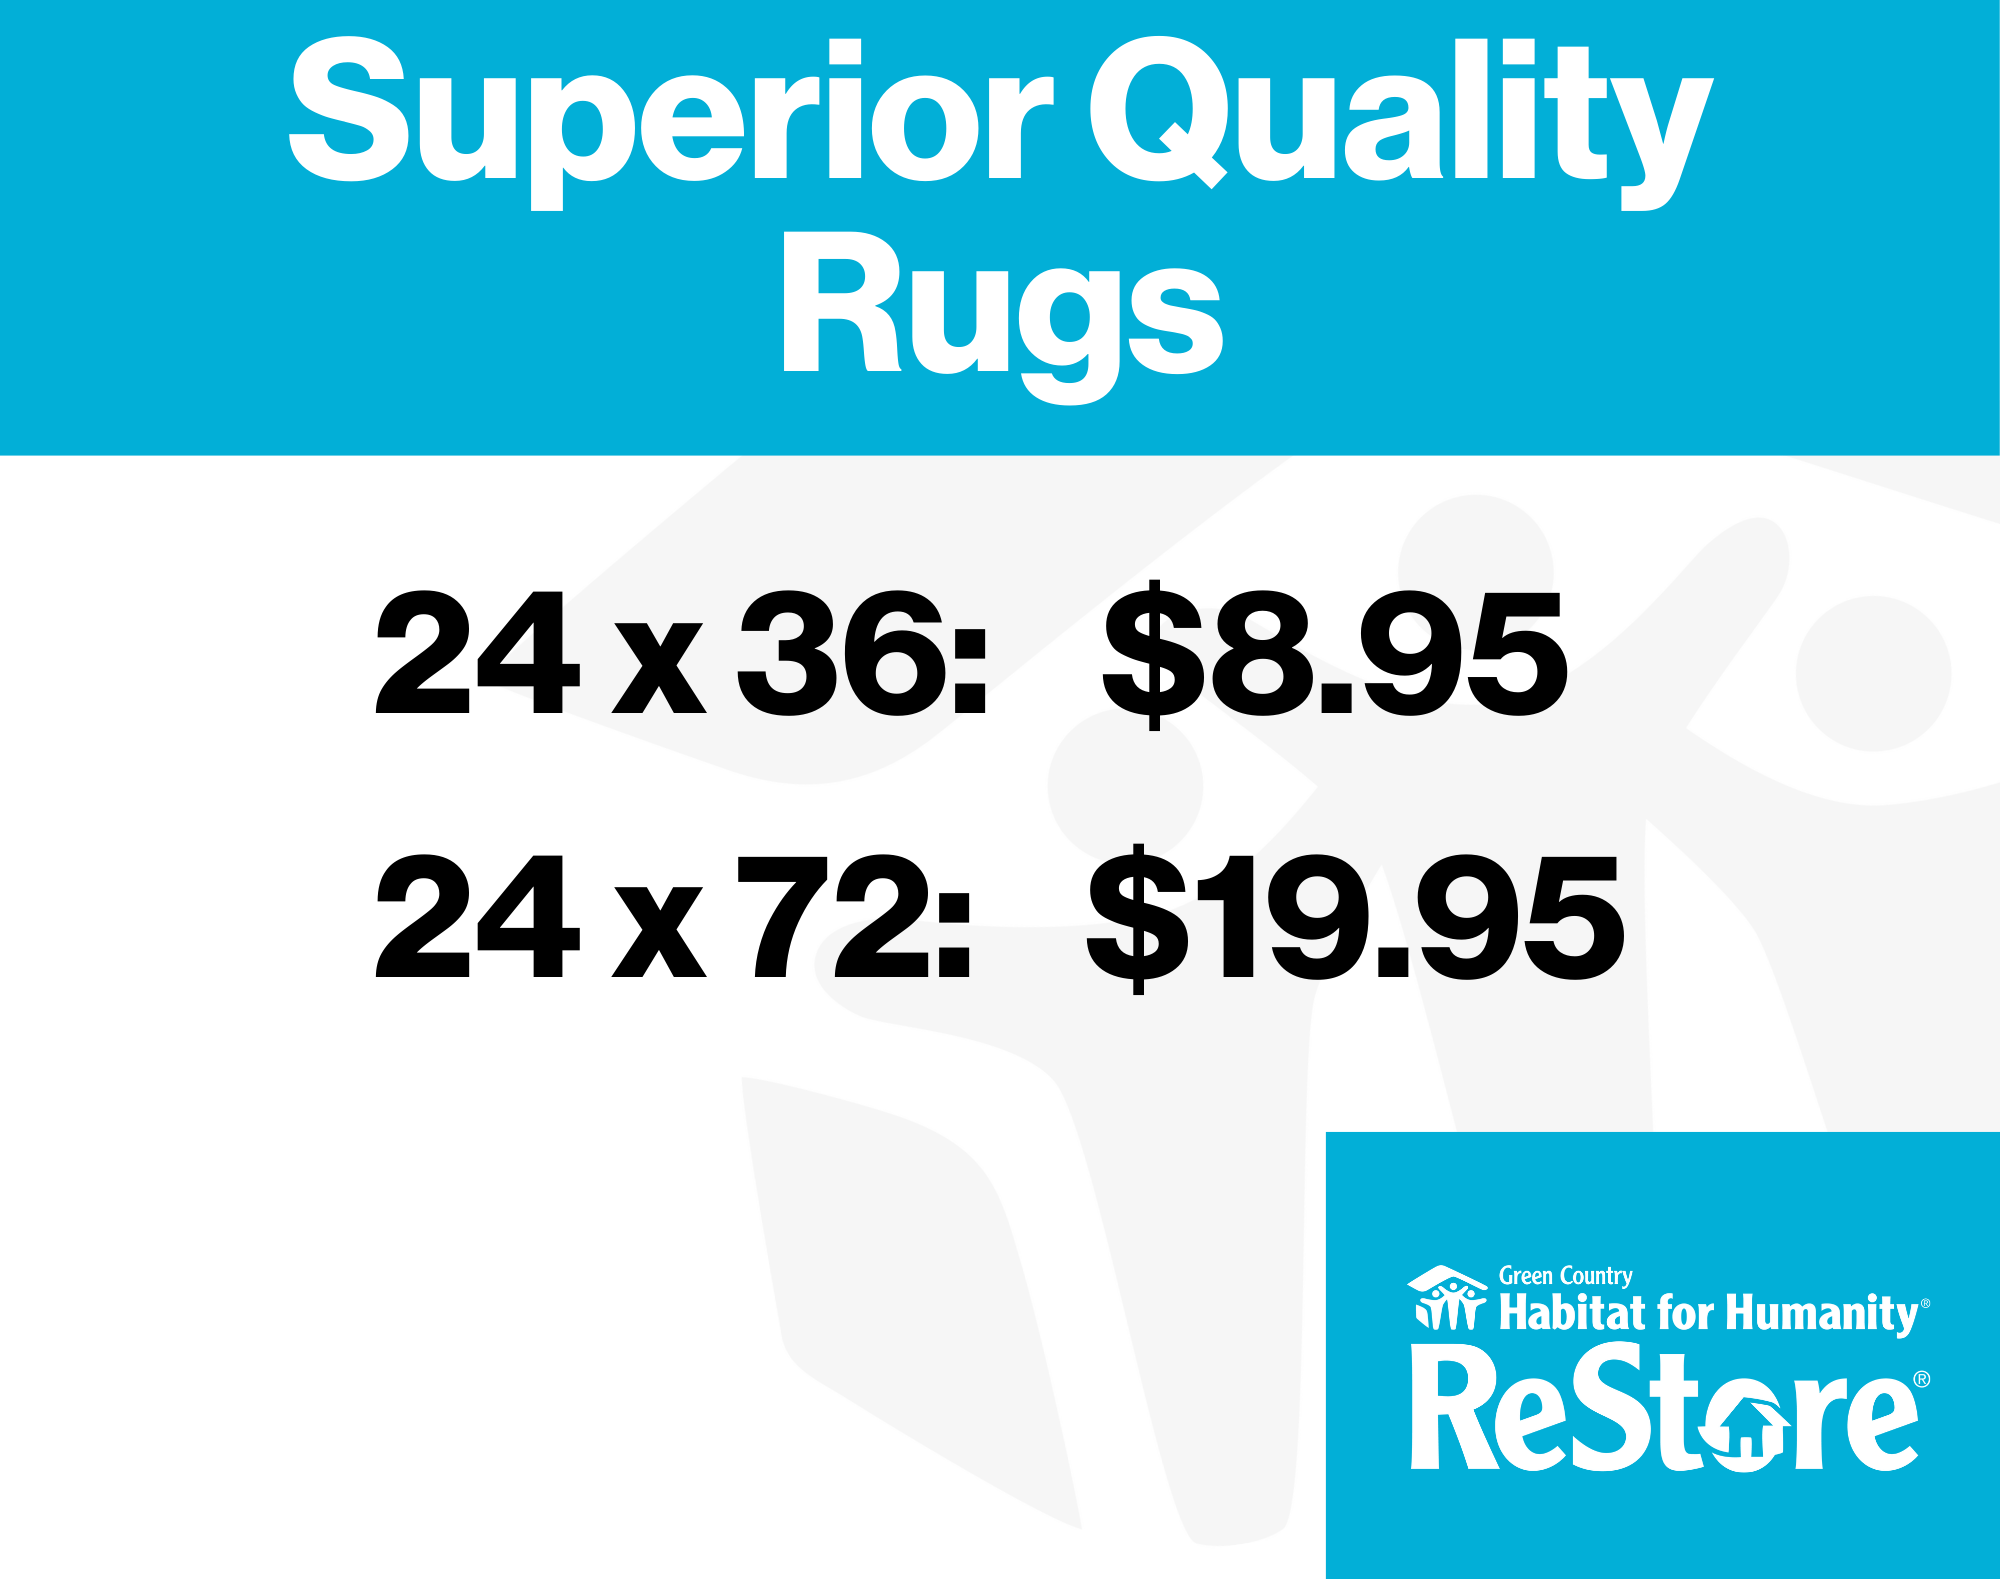 Superior Quality
Rugs
24 x 36: $8.95
24 x 72: $19.95
Green Country
Habitat for Humanity®
ReStore®